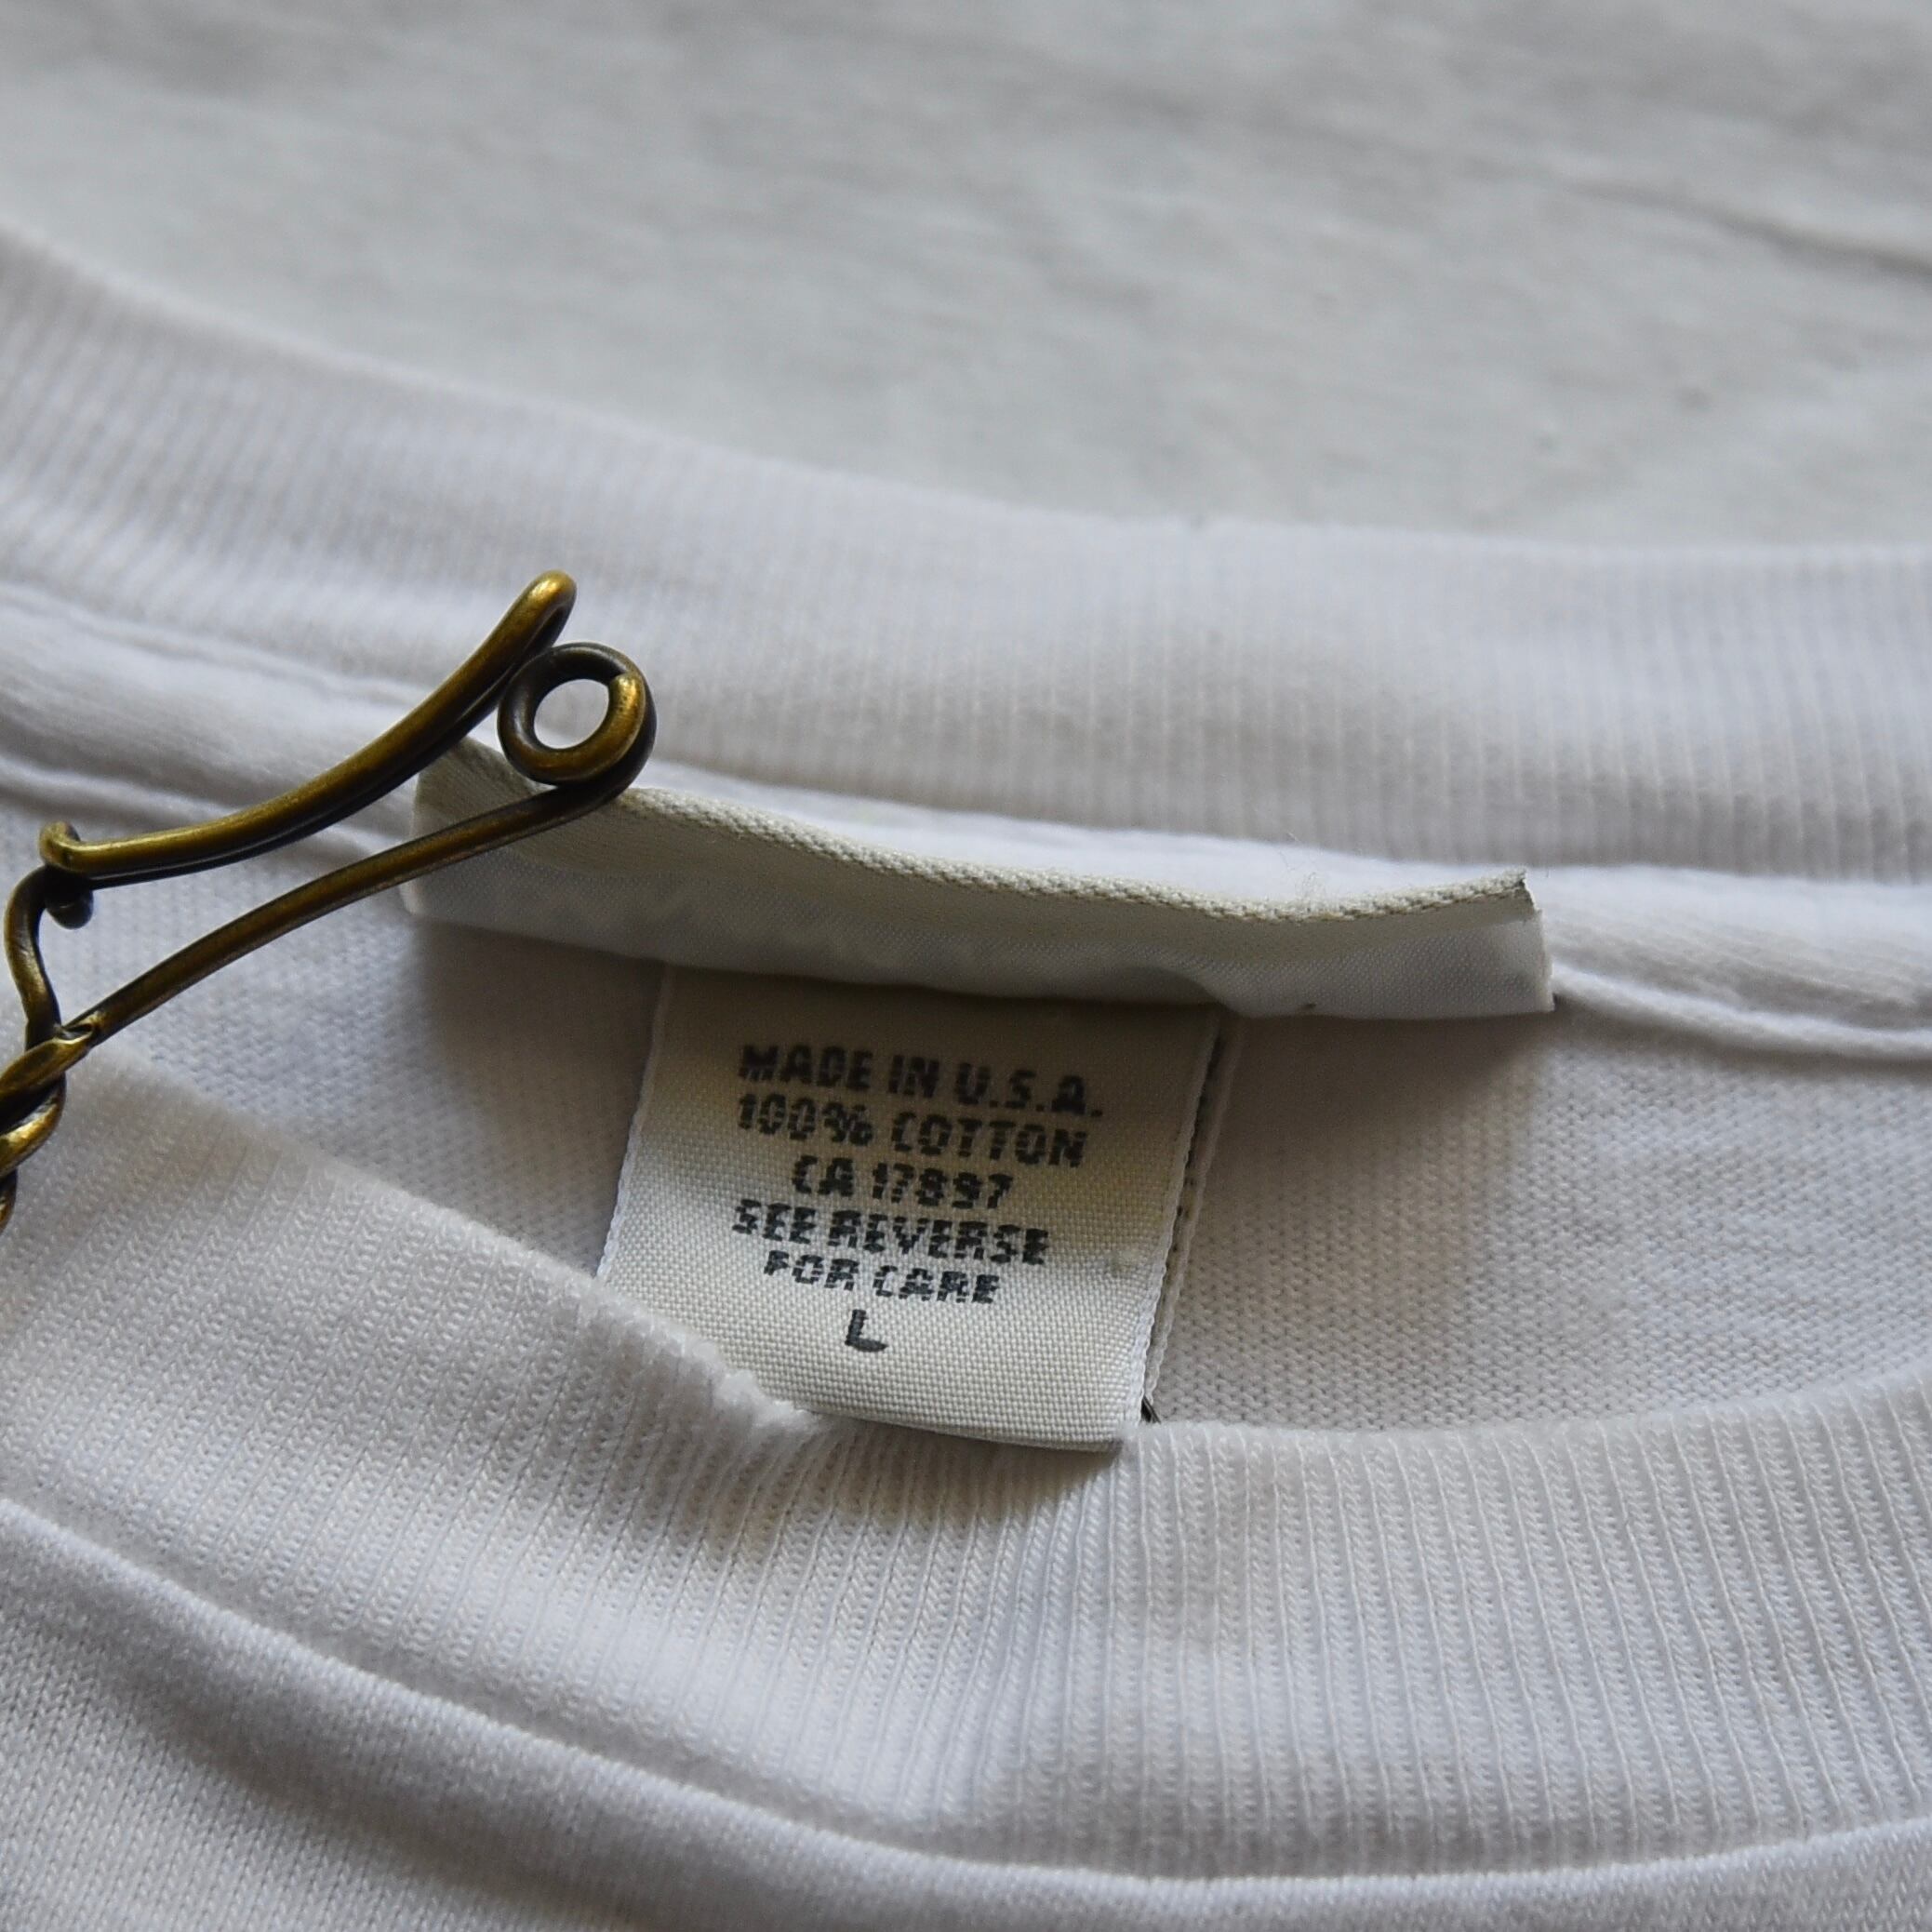 MADE IN U.S.A.
100% COTTON
CA 17897
SEE REVERSE
FOR CARE
L